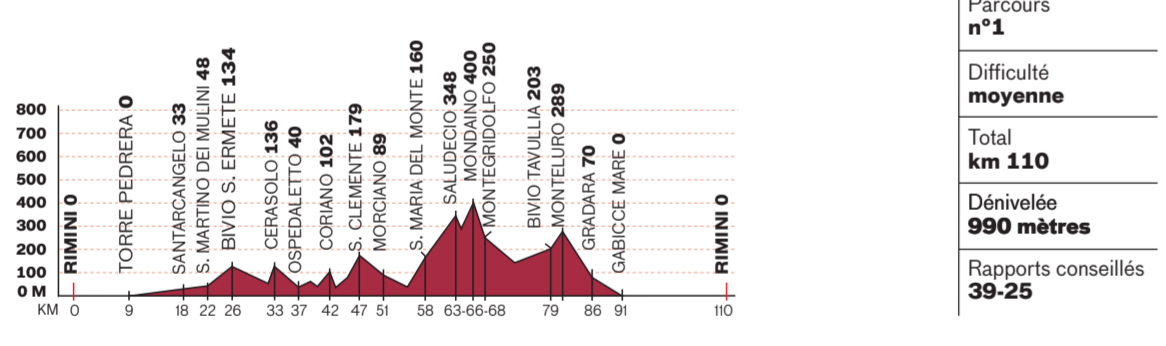 800
700
600
500
400
300
200
100
0 M
RIMINI 0
TORRE PEDRERA 0
SANTARCANGELO 33
S. MARTINO DEI MULINI 48
BIVIO S. ERMETE 134
CERASOLO 136
OSPEDALETTO 40
CORIANO 102
S. CLEMENTE 179
MORCIANO 89
S. MARIA DEL MONTE 160
SALUDECIO 348
MONDAINO 400
MONTEGRIDOLFO 250
BIVIO TAVULLIA 203
MONTELURO 289
GRADARA 70
GABICCE MARE 0
RIMINI 0
KM 0 9 18 22 26 33 37 42 47 51 58 63-66-68 79 86 91 110
Parcours
n°1
Difficulté
moyenne
Total
km 110
Dénivelée
990 mètres
Rapports conseillés
39-25